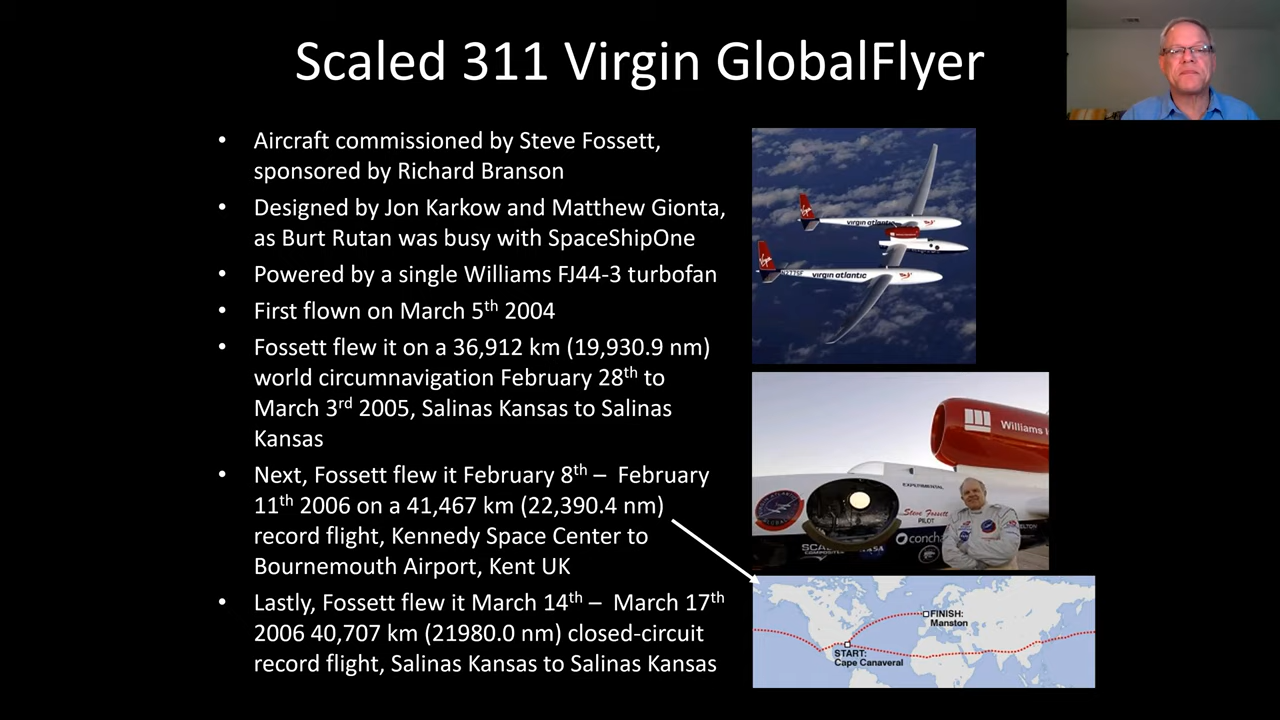 Scaled 311 Virgin GlobalFlyer
• Aircraft commissioned by Steve Fossett,
sponsored by Richard Branson
• Designed by Jon Karkow and Matthew Gionta,
as Burt Rutan was busy with SpaceShipOne
• Powered by a single Williams FJ44-3 turbofan
• First flown on March 5th 2004
• Fossett flew it on a 36,912 km (19,930.9 nm)
world circumnavigation February 28th to
March 3rd 2005, Salinas Kansas to Salinas
Kansas
• Next, Fossett flew it February 8th – February
11th 2006 on a 41,467 km (22,390.4 nm)
record flight, Kennedy Space Center to
Bournemouth Airport, Kent UK
• Lastly, Fossett flew it March 14th – March 17th
2006 40,707 km (21980.0 nm) closed-circuit
record flight, Salinas Kansas to Salinas Kansas
Virgin
virgin atlantic
Virgin
virgin atlantic
Williams
EXPERIMENTAL
Steve Fossett
PILOT
FINISH:
Manston
START:
Cape Canaveral